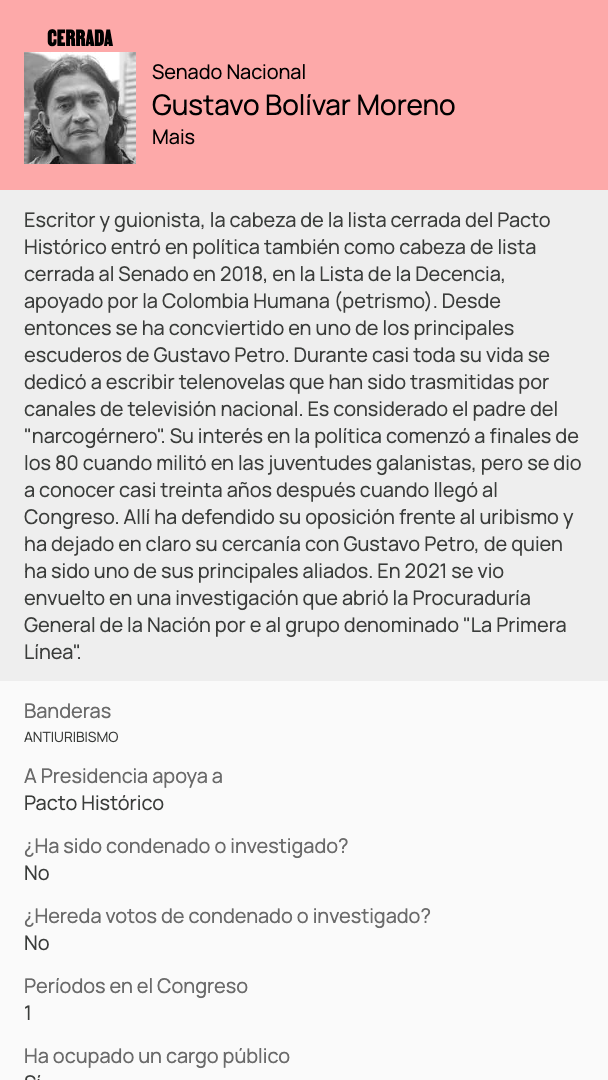 CERRADA
Senado Nacional
Gustavo Bolívar Moreno
Mais
Escritor y guionista, la cabeza de la lista cerrada del Pacto
Histórico entró en política también como cabeza de lista
cerrada al Senado en 2018, en la Lista de la Decencia,
apoyado por la Colombia Humana (petrismo). Desde
entonces se ha concviertido en uno de los principales
escuderos de Gustavo Petro. Durante casi toda su vida se
dedicó a escribir telenovelas que han sido trasmitidas por
canales de televisión nacional. Es considerado el padre del
"narcogérnero". Su interés en la política comenzó a finales de
los 80 cuando militó en las juventudes galanistas, pero se dio
a conocer casi treinta años después cuando llegó al
Congreso. Allí ha defendido su oposición frente al uribismo y
ha dejado en claro su cercanía con Gustavo Petro, de quien
ha sido uno de sus principales aliados. En 2021 se vio
envuelto en una investigación que abrió la Procuraduría
General de la Nación por e al grupo denominado "La Primera
Línea".
Banderas
ANTIURIBISMO
A Presidencia apoya a
Pacto Histórico
¿Ha sido condenado o investigado?
No
¿Hereda votos de condenado o investigado?
No
Períodos en el Congreso
1
Ha ocupado un cargo público